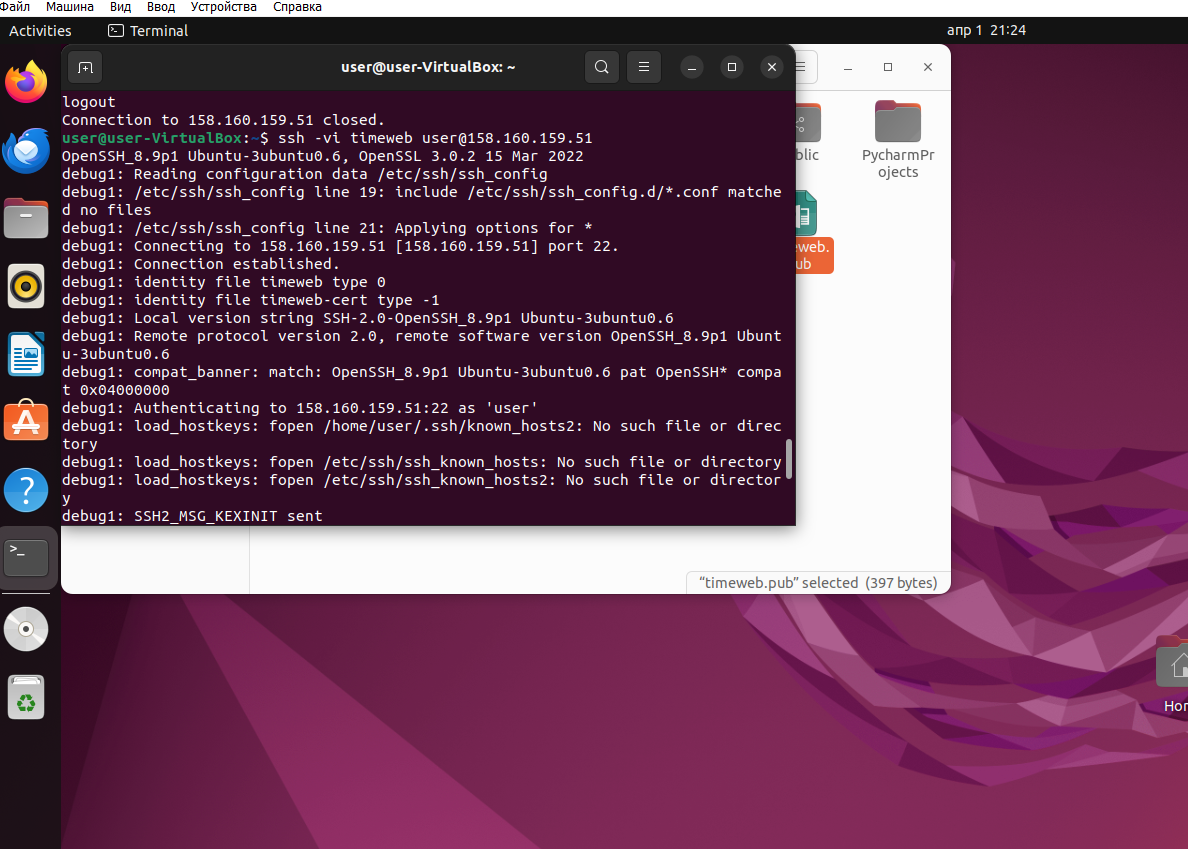 Файл Машина Вид Ввод Устройства Справка
Activities Terminal апр 1 21:24
user@user-VirtualBox: ~
logout
Connection to 158.160.159.51 closed.
user@user-VirtualBox:~$ ssh -vi timeweb user@158.160.159.51
OpenSSH_8.9p1 Ubuntu-3ubuntu0.6, OpenSSL 3.0.2 15 Mar 2022
debug1: Reading configuration data /etc/ssh/ssh_config
debug1: /etc/ssh/ssh_config line 19: include /etc/ssh/ssh_config.d/*.conf matche
d no files
debug1: /etc/ssh/ssh_config line 21: Applying options for *
debug1: Connecting to 158.160.159.51 [158.160.159.51] port 22.
debug1: Connection established.
debug1: identity file timeweb type 0
debug1: identity file timeweb-cert type -1
debug1: Local version string SSH-2.0-OpenSSH_8.9p1 Ubuntu-3ubuntu0.6
debug1: Remote protocol version 2.0, remote software version OpenSSH_8.9p1 Ubunt
u-3ubuntu0.6
debug1: compat_banner: match: OpenSSH_8.9p1 Ubuntu-3ubuntu0.6 pat OpenSSH* compa
t 0x04000000
debug1: Authenticating to 158.160.159.51:22 as 'user'
debug1: load_hostkeys: fopen /home/user/.ssh/known_hosts2: No such file or direc
tory
debug1: load_hostkeys: fopen /etc/ssh/ssh_known_hosts: No such file or directory
debug1: load_hostkeys: fopen /etc/ssh/ssh_known_hosts2: No such file or director
y
debug1: SSH2_MSG_KEXINIT sent
blic
PycharmPr
ojects
eweb.
ub
“timeweb.pub” selected (397 bytes)
Hor